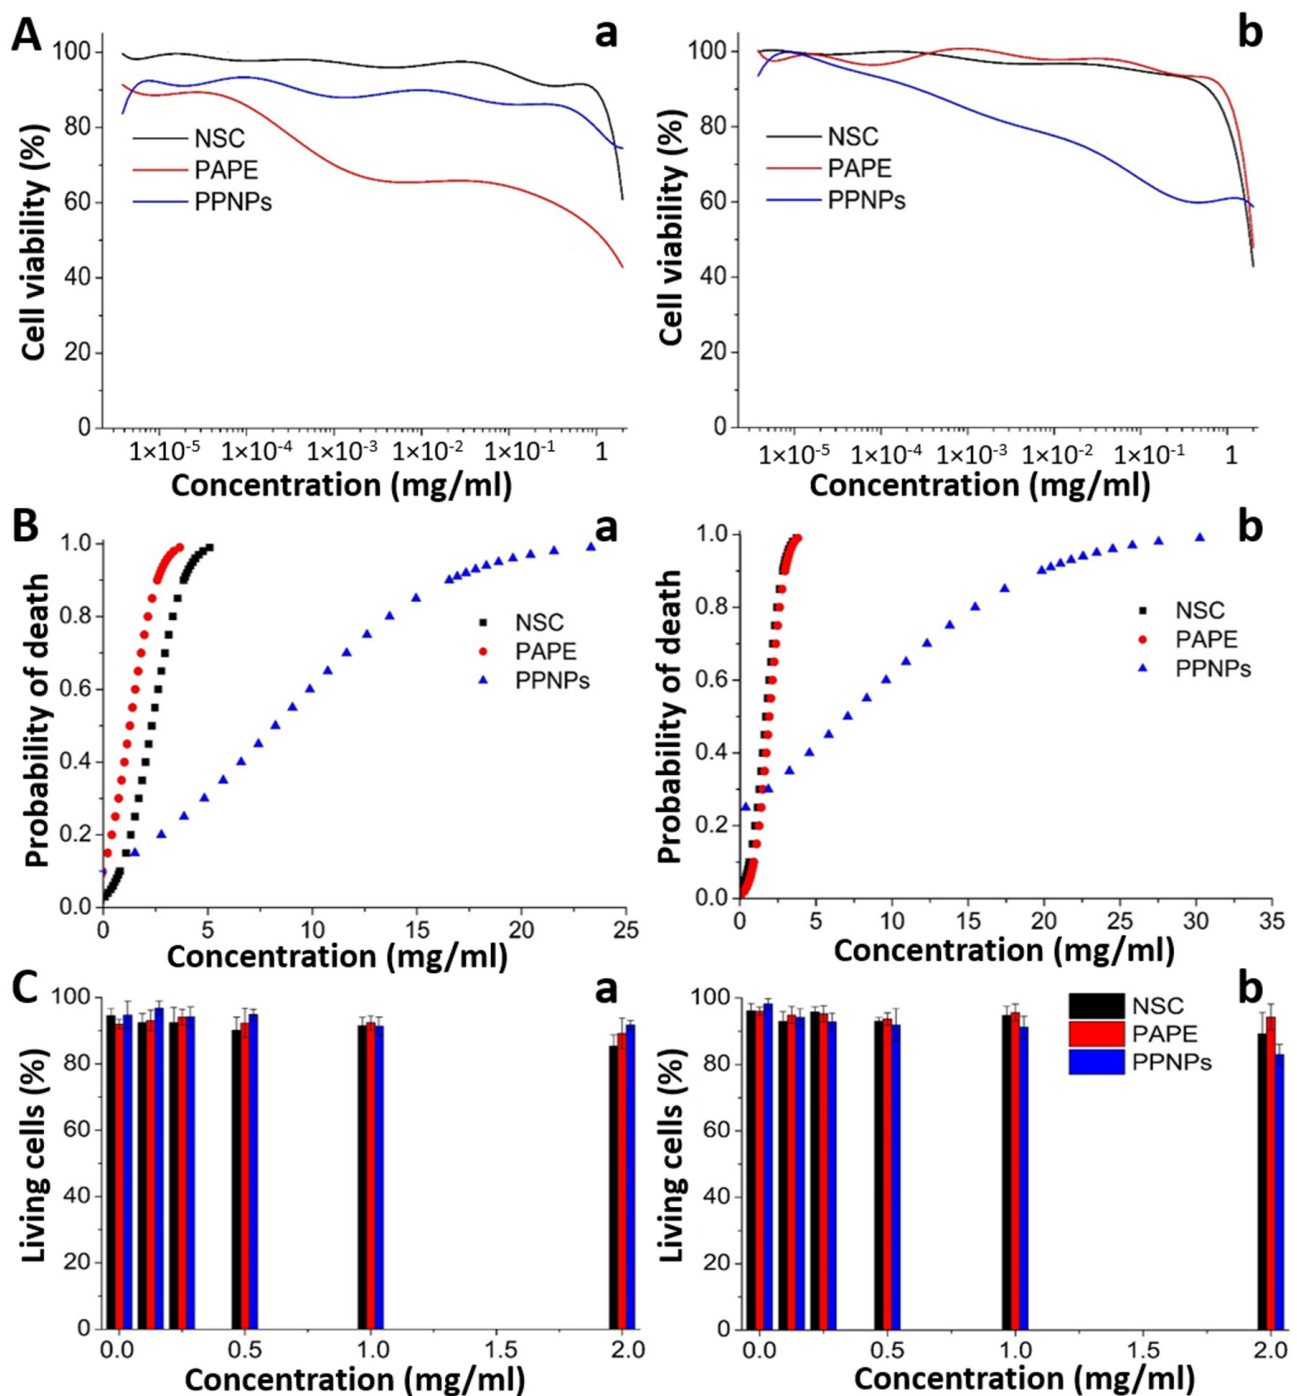 A
a
100
80
60
40
20
0
Cell viability (%)
NSC
PAPE
PPNPs
1×10-5 1×10-4 1×10-3 1×10-2 1×10-1 1
Concentration (mg/ml)
b
100
80
60
40
20
0
Cell viability (%)
NSC
PAPE
PPNPs
1×10-5 1×10-4 1×10-3 1×10-2 1×10-1 1
Concentration (mg/ml)
B
a
1.0
0.8
0.6
0.4
0.2
0.0
Probability of death
NSC
PAPE
PPNPs
0 5 10 15 20 25
Concentration (mg/ml)
b
1.0
0.8
0.6
0.4
0.2
0.0
Probability of death
NSC
PAPE
PPNPs
0 5 10 15 20 25 30 35
Concentration (mg/ml)
C
a
100
80
60
40
20
0
Living cells (%)
0.0 0.5 1.0 1.5 2.0
Concentration (mg/ml)
b
100
80
60
40
20
0
Living cells (%)
NSC
PAPE
PPNPs
0.0 0.5 1.0 1.5 2.0
Concentration (mg/ml)